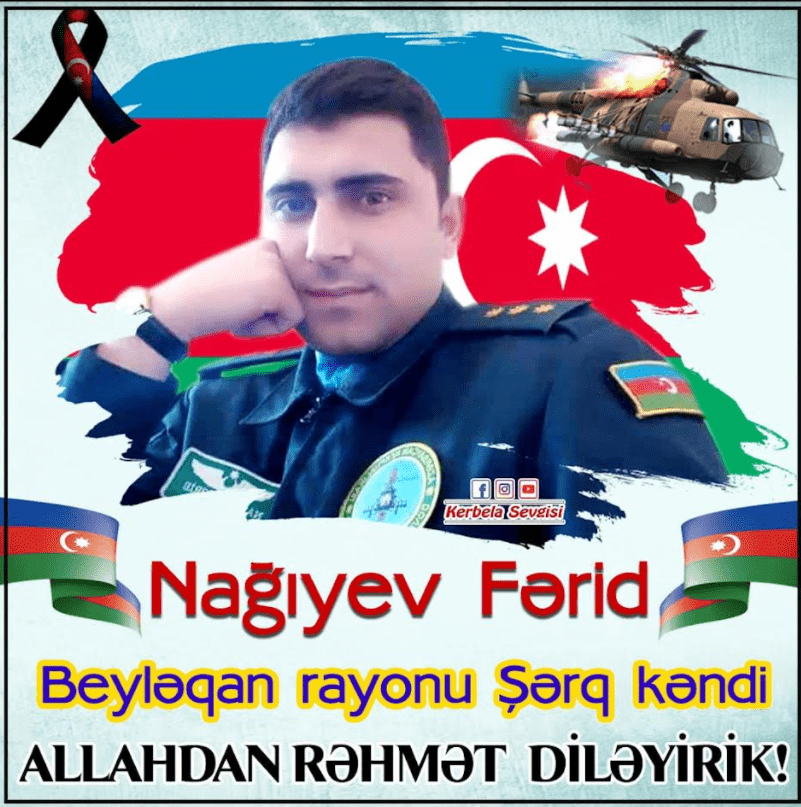 Kerbela Sevgisi
Nağıyev Fərid
Beyləqan rayonu Şərq kəndi
ALLAHDAN RƏHMƏT DİLƏYİRİK!